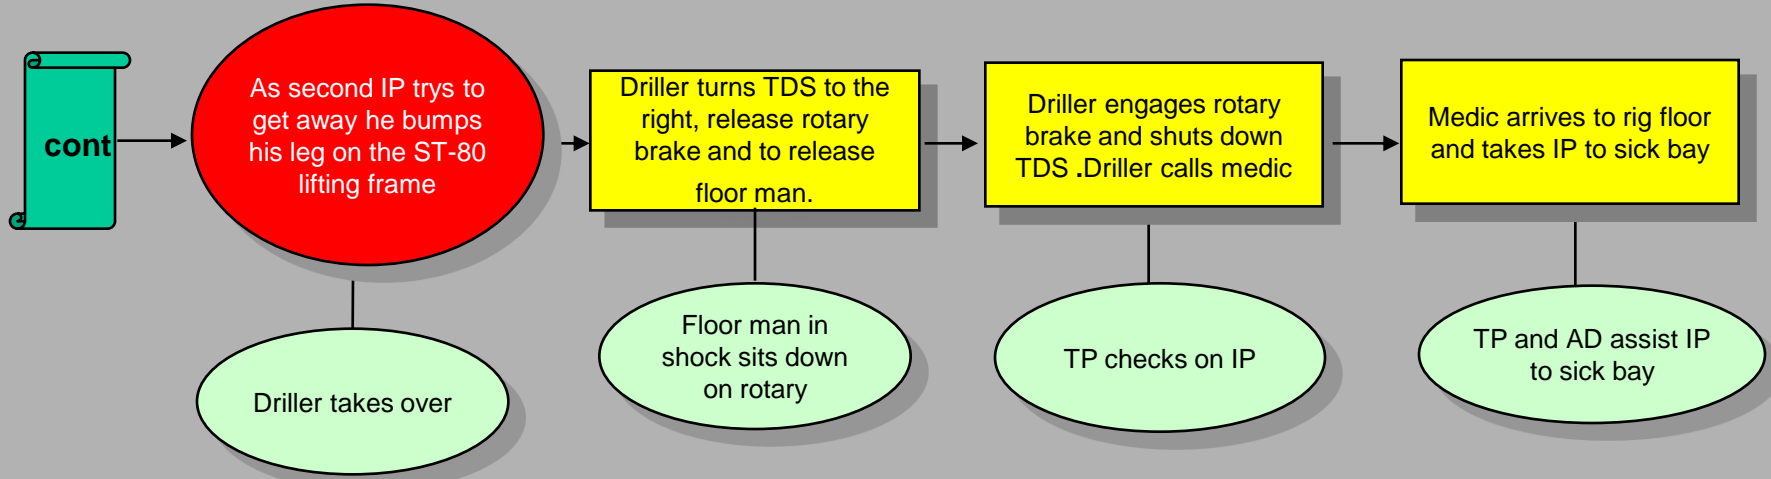 cont
As second IP trys to
get away he bumps
his leg on the ST-80
lifting frame
Driller turns TDS to the
right, release rotary
brake and to release
floor man.
Driller engages rotary
brake and shuts down
TDS .Driller calls medic
Medic arrives to rig floor
and takes IP to sick bay
Driller takes over
Floor man in
shock sits down
on rotary
TP checks on IP
TP and AD assist IP
to sick bay